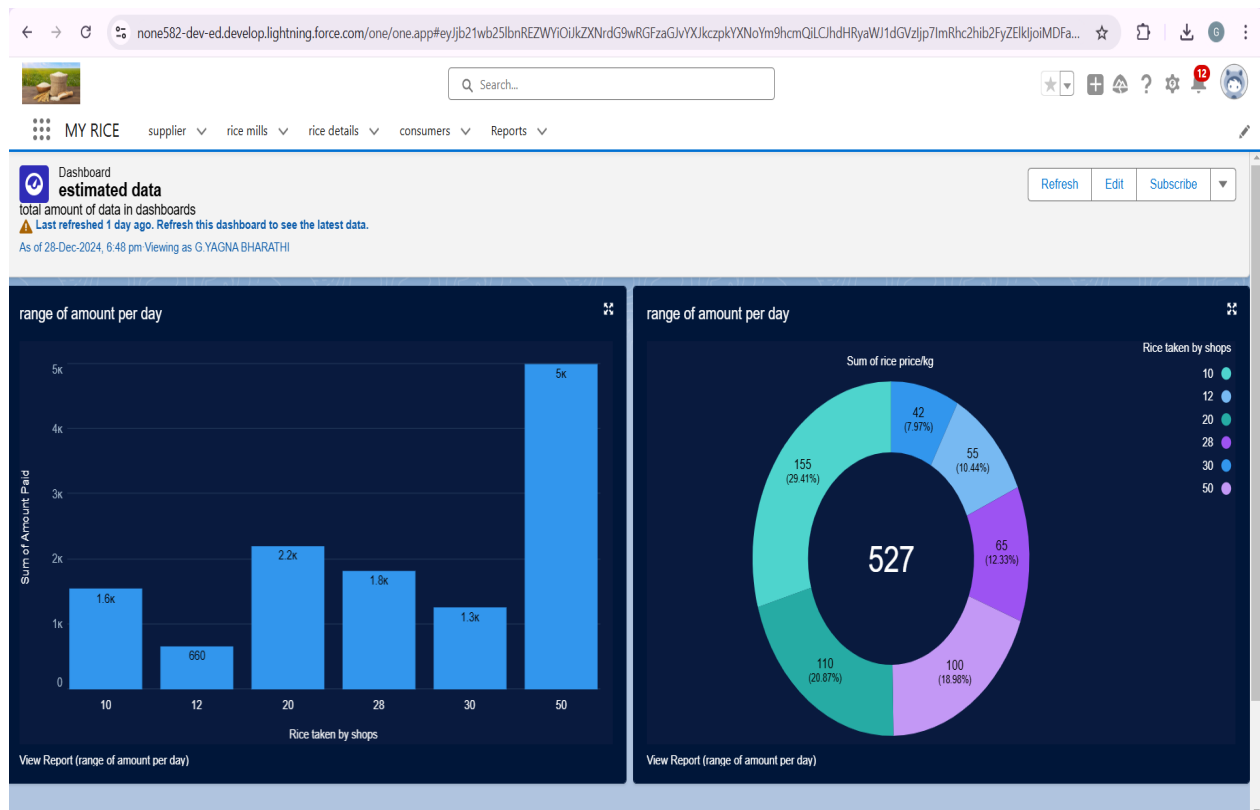 none582-dev-ed.develop.lightning.force.com/one/one.app#eyJjb21wb25lbnREZWYiOiJkZXNrdG9wRGFzaGJvYXJkczpkYXNoYm9hcmQiLCJhdHRyaWJ1dGVzIjp7ImRhc2hib2FyZElkIjoiMDFa...
G
Search...
12
MY RICE supplier rice mills rice details consumers Reports
Dashboard
estimated data
total amount of data in dashboards
Last refreshed 1 day ago. Refresh this dashboard to see the latest data.
As of 28-Dec-2024, 6:48 pm·Viewing as G.YAGNA BHARATHI
Refresh Edit Subscribe
range of amount per day
Sum of Amount Paid
5K
4K
3K
2K
1K
0
1.6K
660
2.2K
1.8K
1.3K
5K
10 12 20 28 30 50
Rice taken by shops
View Report (range of amount per day)
range of amount per day
Sum of rice price/kg
Rice taken by shops
10
12
20
28
30
50
42
(7.97%)
55
(10.44%)
65
(12.33%)
100
(18.98%)
110
(20.87%)
155
(29.41%)
527
View Report (range of amount per day)